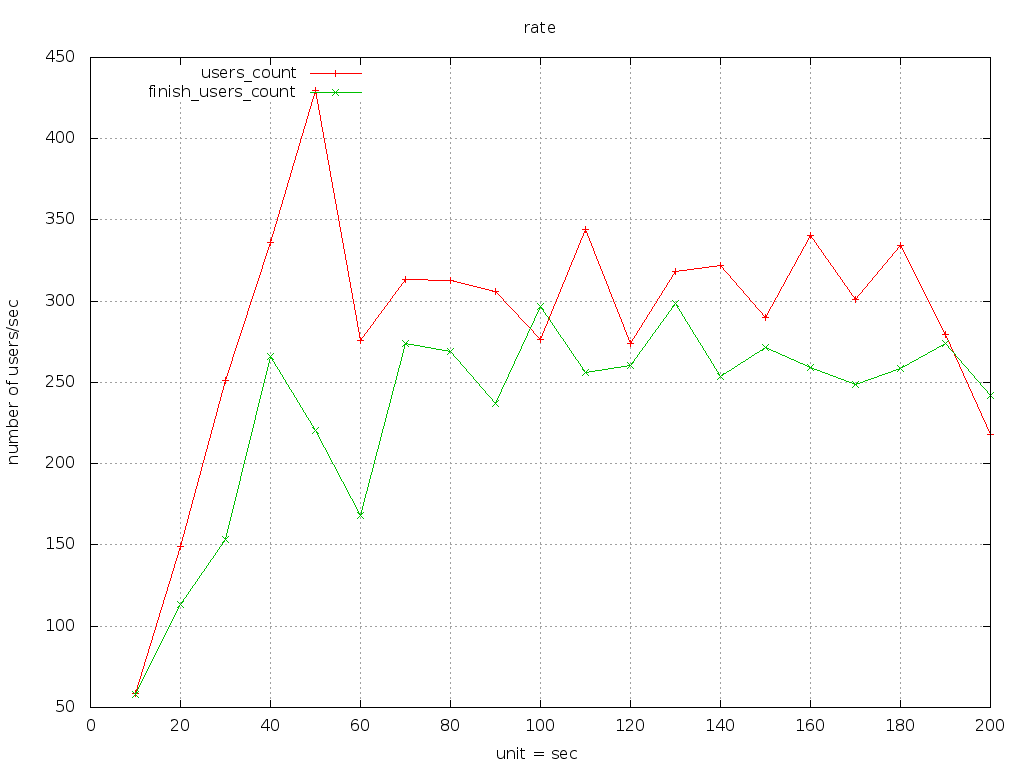 rate
users_count
finish_users_count
450
400
350
300
250
200
150
100
50
number of users/sec
0 20 40 60 80 100 120 140 160 180 200
unit = sec